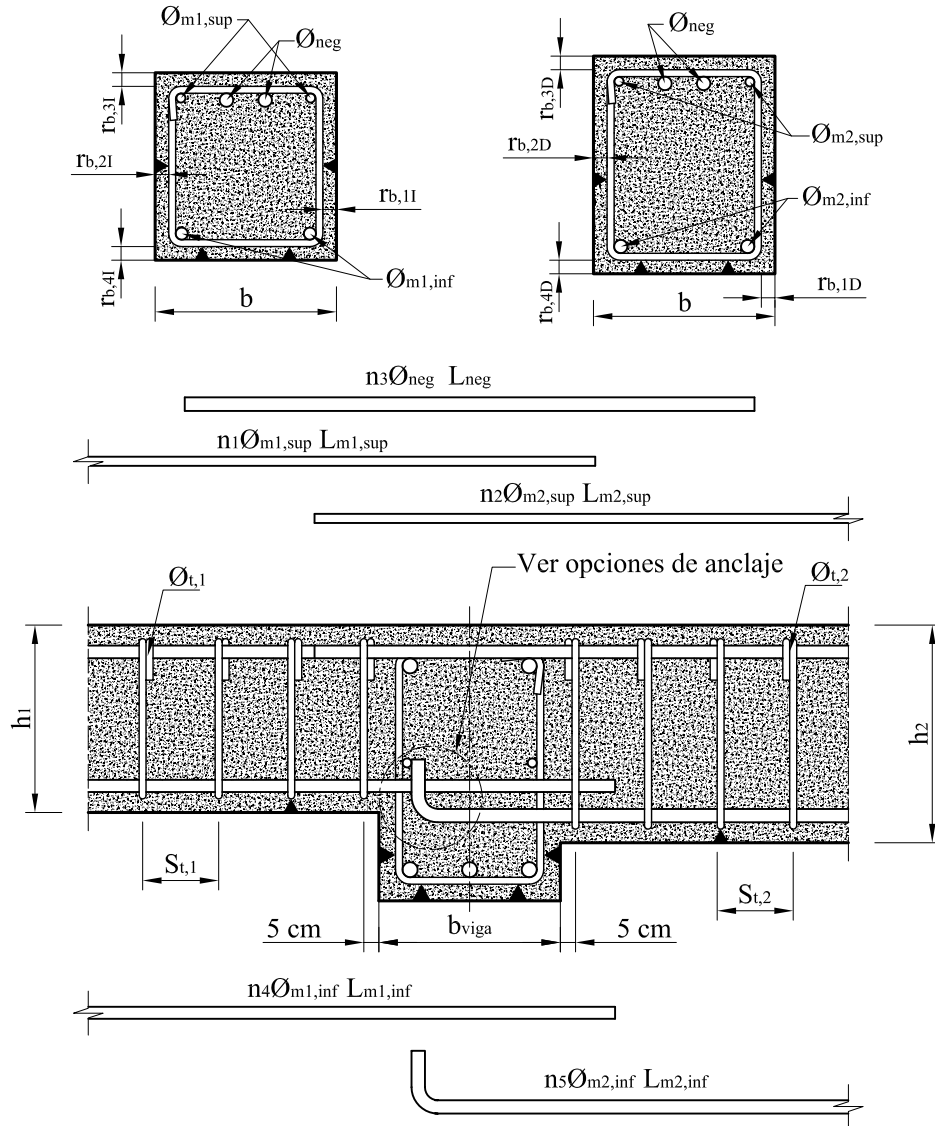 Øm1,sup
Øneg
rb,3I
rb,2I
rb,1I
rb,4I
Øm1,inf
b
Øneg
rb,3D
Øm2,sup
rb,2D
Øm2,inf
rb,4D
rb,1D
b
n3Øneg Lneg
n1Øm1,sup Lm1,sup
n2Øm2,sup Lm2,sup
Ver opciones de anclaje
Øt,1
Øt,2
h1
h2
St,1
St,2
5 cm
bviga
5 cm
n4Øm1,inf Lm1,inf
n5Øm2,inf Lm2,inf